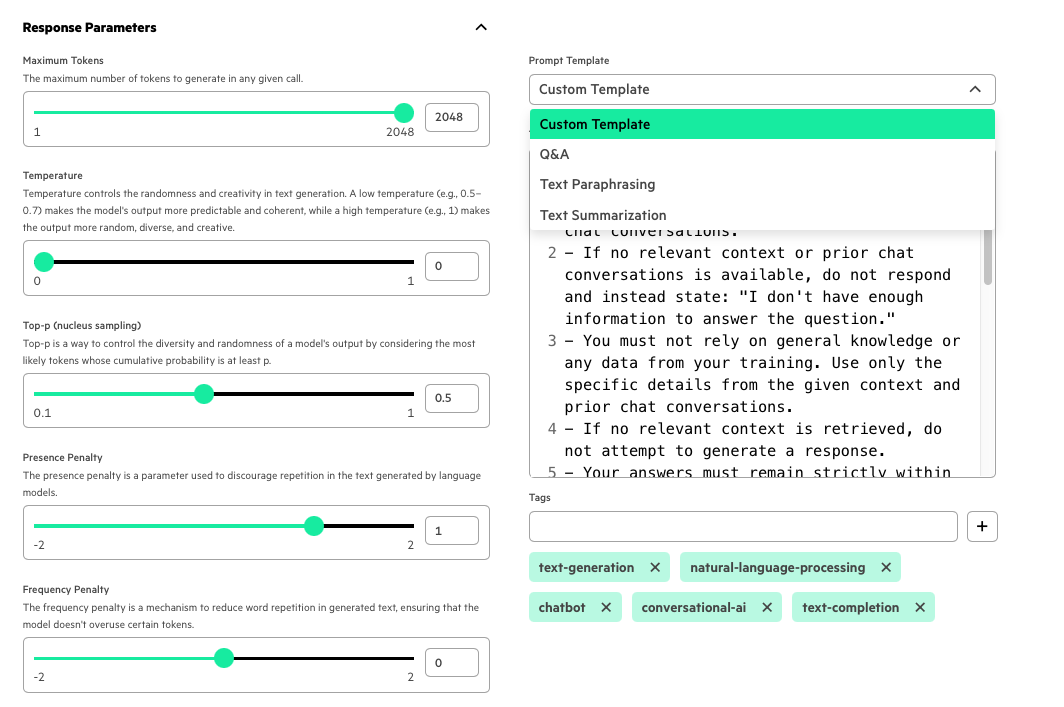 Response Parameters
Maximum Tokens
The maximum number of tokens to generate in any given call.
2048
1
2048
Temperature
Temperature controls the randomness and creativity in text generation. A low temperature (e.g., 0.5–
0.7) makes the model's output more predictable and coherent, while a high temperature (e.g., 1) makes
the output more random, diverse, and creative.
0
0
1
Top-p (nucleus sampling)
Top-p is a way to control the diversity and randomness of a model's output by considering the most
likely tokens whose cumulative probability is at least p.
0.5
0.1
1
Presence Penalty
The presence penalty is a parameter used to discourage repetition in the text generated by language
models.
1
-2
2
Frequency Penalty
The frequency penalty is a mechanism to reduce word repetition in generated text, ensuring that the
model doesn't overuse certain tokens.
0
-2
2
Prompt Template
Custom Template
Custom Template
Q&A
Text Paraphrasing
Text Summarization
chat conversations.
2 – If no relevant context or prior chat
conversations is available, do not respond
and instead state: "I don't have enough
information to answer the question."
3 – You must not rely on general knowledge or
any data from your training. Use only the
specific details from the given context and
prior chat conversations.
4 – If no relevant context is retrieved, do
not attempt to generate a response.
5 – Your answers must remain strictly within
Tags
+
text-generation ×
natural-language-processing ×
chatbot ×
conversational-ai ×
text-completion ×